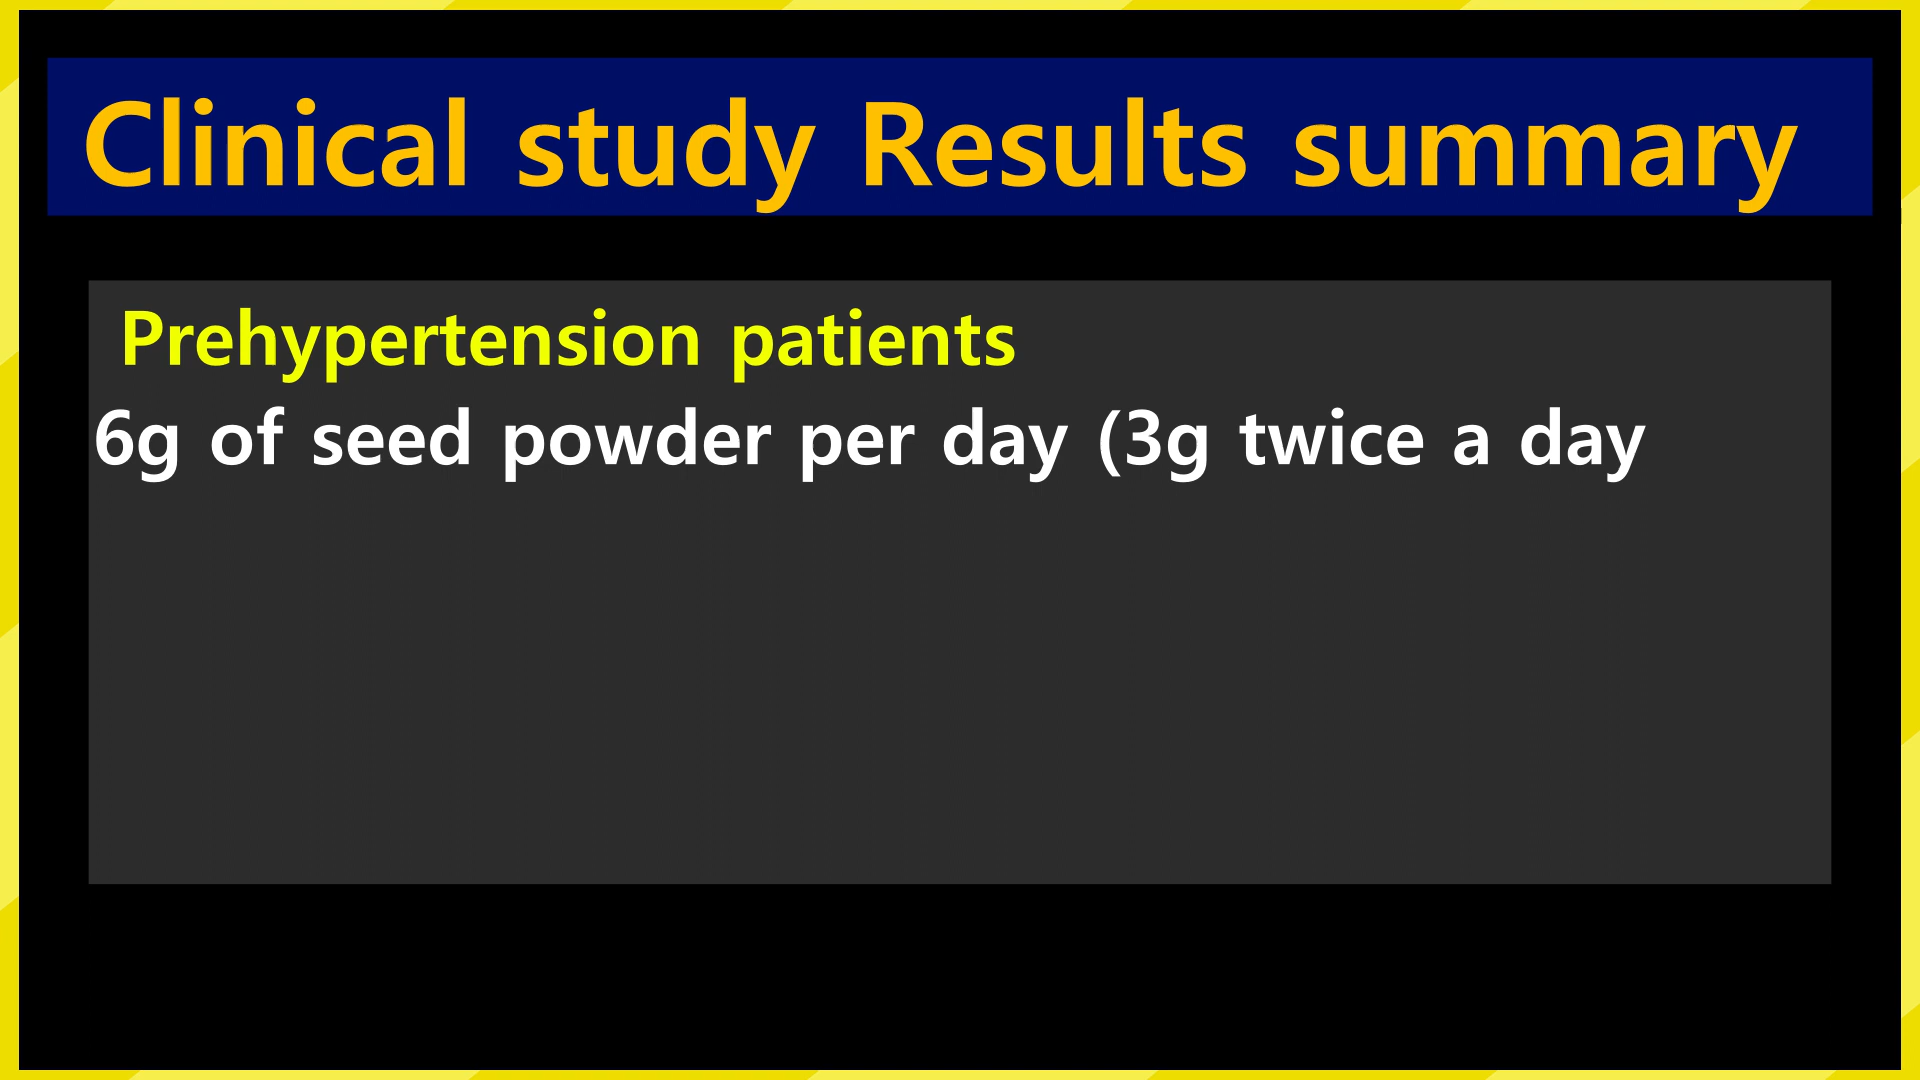 Clinical study Results summary
Prehypertension patients
6g of seed powder per day (3g twice a day